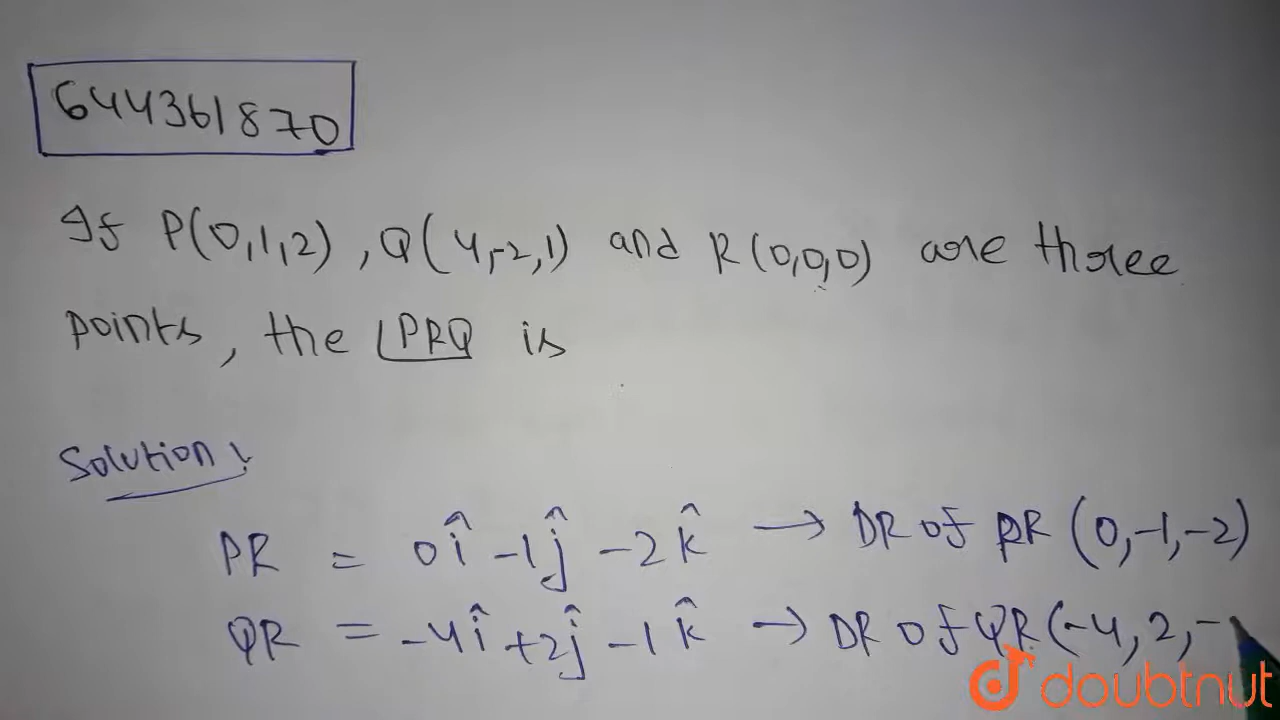 644361870
If P(0,1,2), Q(4,-2,1) and R(0,0,0) are three
points, the ∠PRQ is
Solution:
PR = 0î - 1ĵ - 2k̂ → DR of PR (0,-1,-2)
QR = -4î + 2ĵ - 1k̂ → DR of QR (-4, 2, -
doubtnut